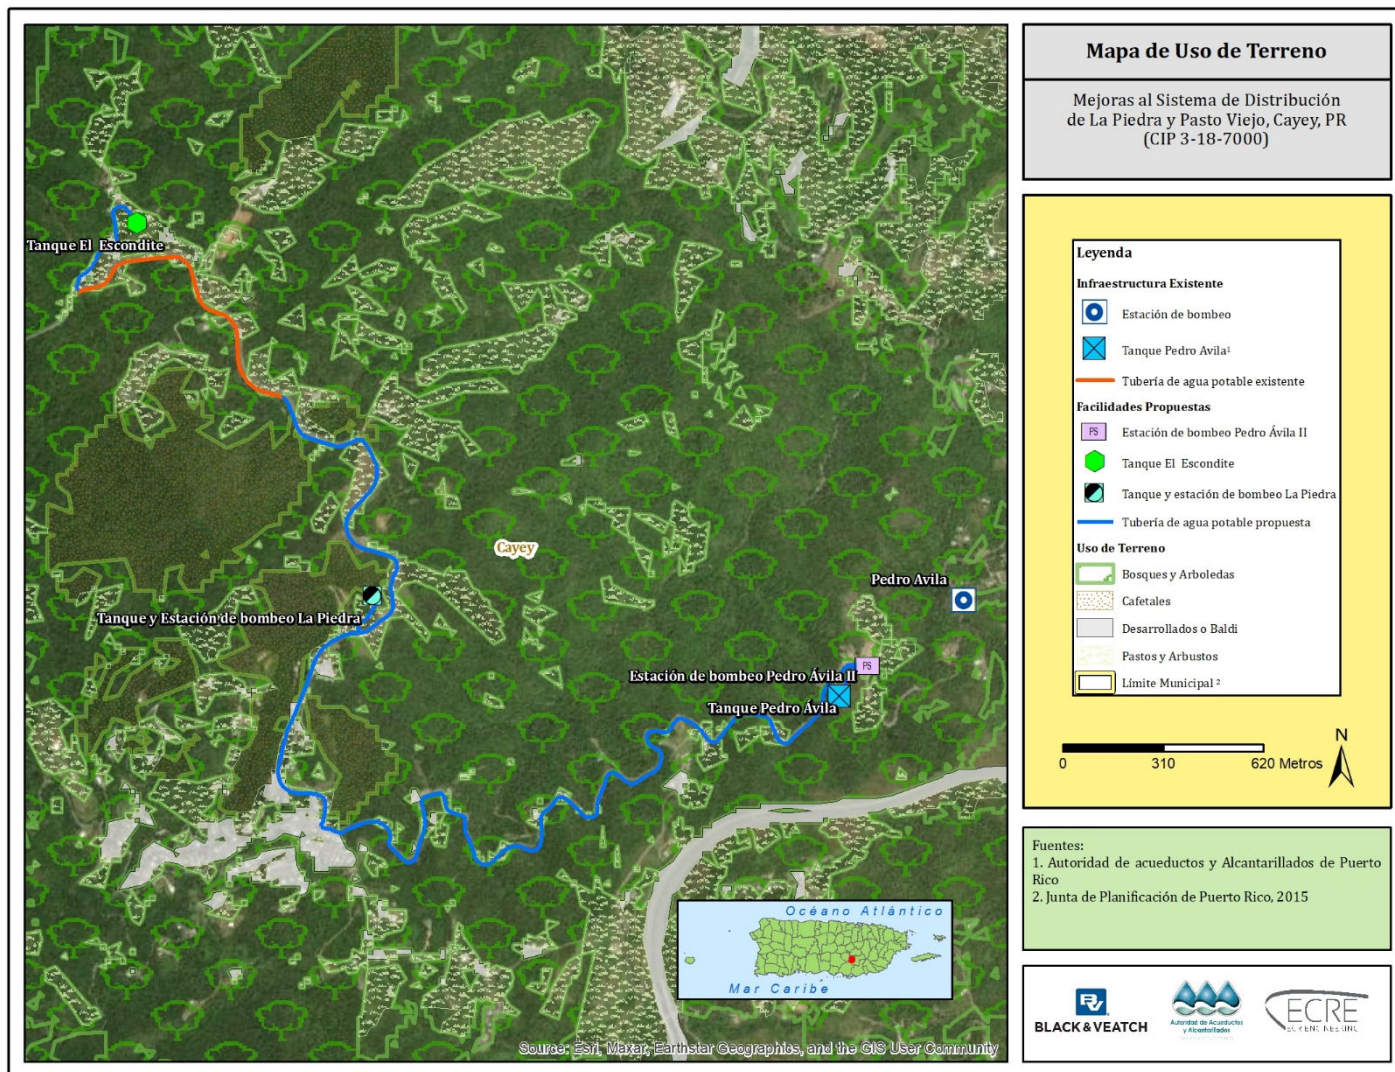 Mapa de Uso de Terreno
Mejoras al Sistema de Distribución
de La Piedra y Pasto Viejo, Cayey, PR
(CIP 3-18-7000)
Tanque El Escondite
Cayey
Pedro Avila
Tanque y Estación de bombeo La Piedra
PS
Estación de bombeo Pedro Ávila II
Tanque Pedro Ávila
Océano Atlántico
Mar Caribe
Source: Esri, Maxar, Earthstar Geographics, and the GIS User Community
Leyenda
Infraestructura Existente
Estación de bombeo
Tanque Pedro Avila¹
Tubería de agua potable existente
Facilidades Propuestas
PS Estación de bombeo Pedro Ávila II
Tanque El Escondite
Tanque y estación de bombeo La Piedra
Tubería de agua potable propuesta
Uso de Terreno
Bosques y Arboledas
Cafetales
Desarrollados o Baldi
Pastos y Arbustos
Límite Municipal ²
N
0 310 620 Metros
Fuentes:
1. Autoridad de acueductos y Alcantarillados de Puerto
Rico
2. Junta de Planificación de Puerto Rico, 2015
BV
BLACK & VEATCH
Autoridad de Acueductos
y Alcantarillados
ECRE